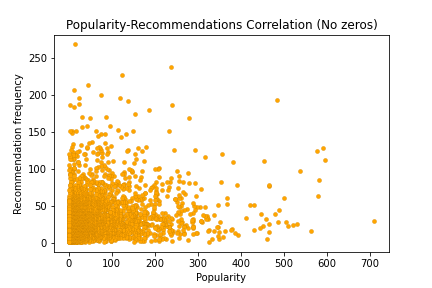 Popularity-Recommendations Correlation (No zeros)
Recommendation frequency
250
200
150
100
50
0
0 100 200 300 400 500 600 700
Popularity